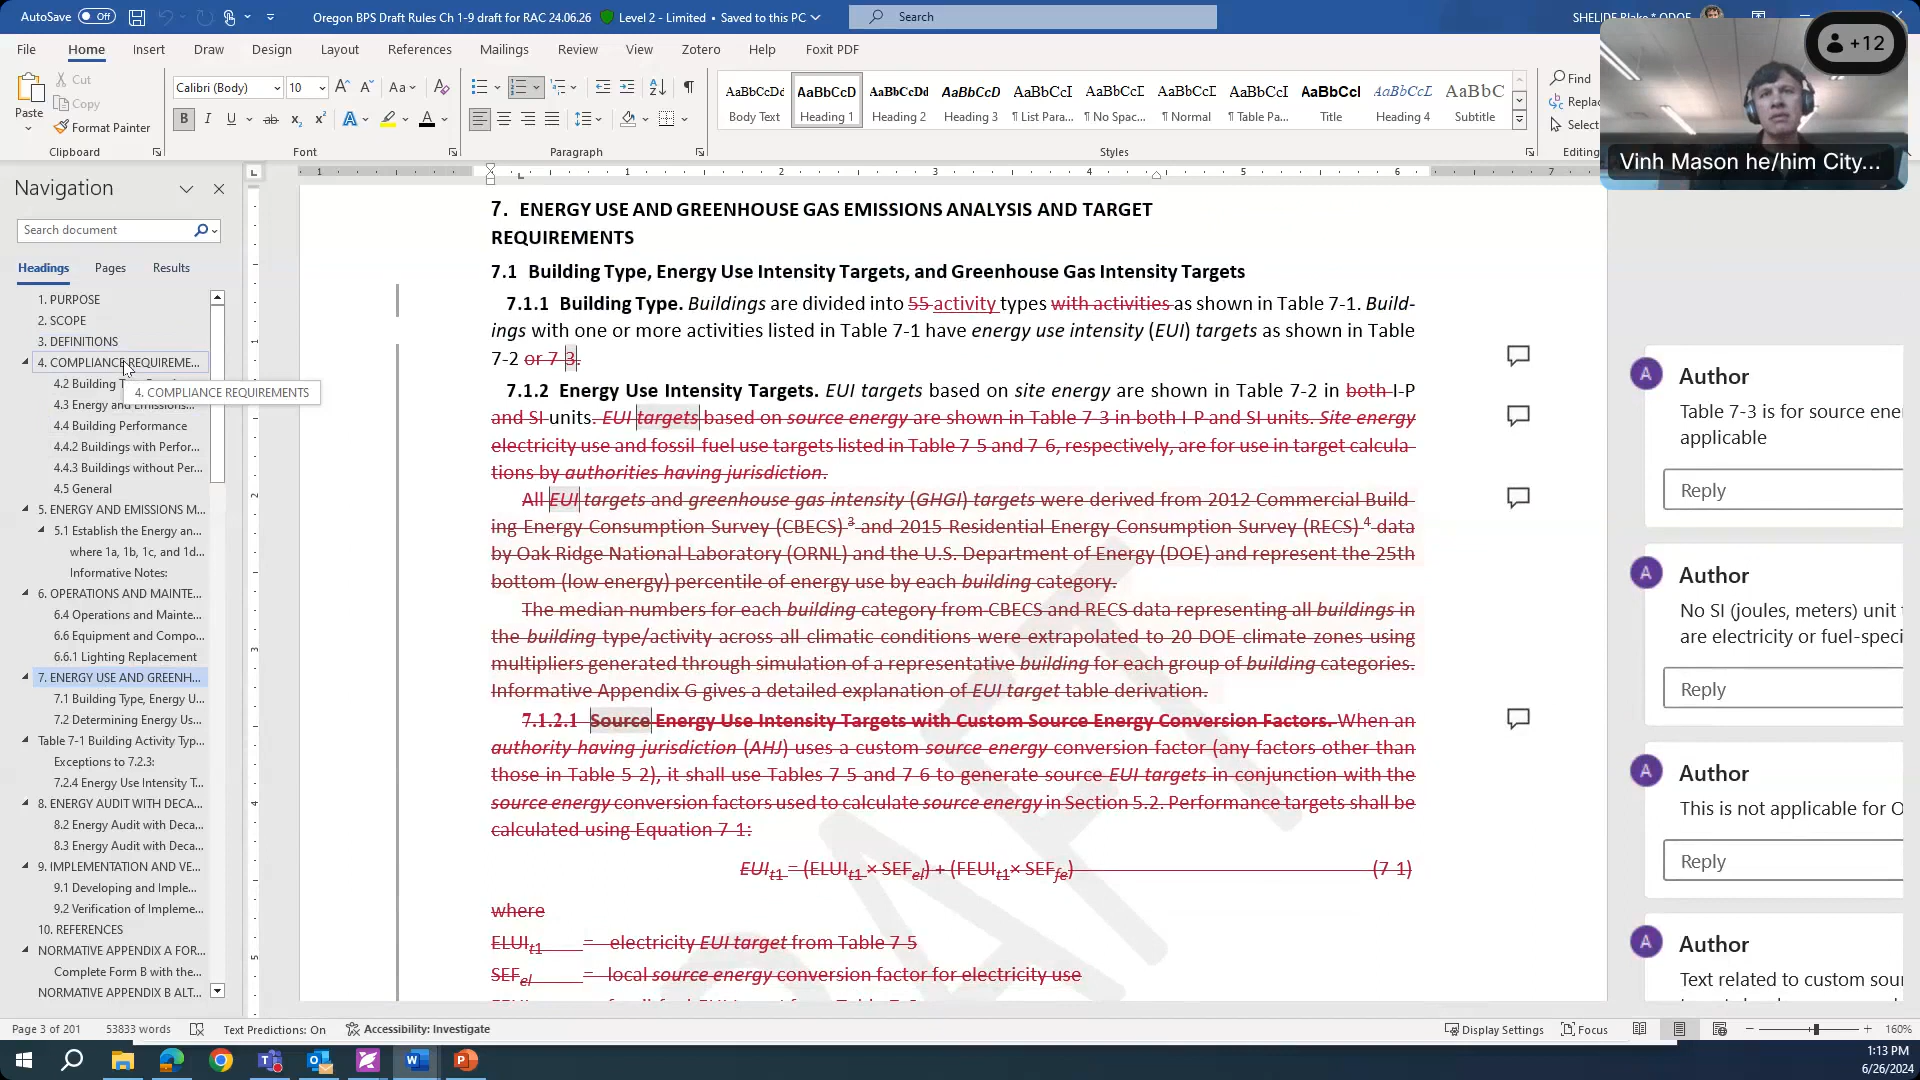 AutoSave Off Oregon BPS Draft Rules Ch 1-9 draft for RAC 24.06.26 Level 2 – Limited • Saved to this PC Search SHELIDE Blake * ODOE
+12
File Home Insert Draw Design Layout References Mailings Review View Zotero Help Foxit PDF
Paste Cut Copy Format Painter
Calibri (Body) 10
AaBbCcDd Body Text
AaBbCcD Heading 1
AaBbCcDd Heading 2
AaBbCcD Heading 3
AaBbCcI ¶ List Para...
AaBbCcI ¶ No Spac...
AaBbCcI ¶ Normal
AaBbCcI ¶ Table Pa...
AaBbCcI Title
AaBbCcD Heading 4
AaBbC Subtitle
Find
Replac
Select
Clipboard Font Paragraph Styles Editing
Vinh Mason he/him City...
Navigation
Search document
Headings Pages Results
1. PURPOSE
2. SCOPE
3. DEFINITIONS
4. COMPLIANCE REQUIREME...
4.2 Building T
4. COMPLIANCE REQUIREMENTS
4.3 Energy and Emissions...
4.4 Building Performance
4.4.2 Buildings with Perfor...
4.4.3 Buildings without Per...
4.5 General
5. ENERGY AND EMISSIONS M...
5.1 Establish the Energy an...
where 1a, 1b, 1c, and 1d...
Informative Notes:
6. OPERATIONS AND MAINTE...
6.4 Operations and Mainte...
6.6 Equipment and Compo...
6.6.1 Lighting Replacement
7. ENERGY USE AND GREENH...
7.1 Building Type, Energy U...
7.2 Determining Energy Us...
Table 7-1 Building Activity Typ...
Exceptions to 7.2.3:
7.2.4 Energy Use Intensity T...
8. ENERGY AUDIT WITH DECA...
8.2 Energy Audit with Deca...
8.3 Energy Audit with Deca...
9. IMPLEMENTATION AND VE...
9.1 Developing and Imple...
9.2 Verification of Impleme...
10. REFERENCES
NORMATIVE APPENDIX A FOR...
Complete Form B with the...
NORMATIVE APPENDIX B ALT...
7. ENERGY USE AND GREENHOUSE GAS EMISSIONS ANALYSIS AND TARGET
REQUIREMENTS
7.1 Building Type, Energy Use Intensity Targets, and Greenhouse Gas Intensity Targets
7.1.1 Building Type. Buildings are divided into 55 activity types with activities as shown in Table 7-1. Build-
ings with one or more activities listed in Table 7-1 have energy use intensity (EUI) targets as shown in Table
7-2 or 7-3.
7.1.2 Energy Use Intensity Targets. EUI targets based on site energy are shown in Table 7-2 in both I-P
and SI units. EUI targets based on source energy are shown in Table 7-3 in both I-P and SI units. Site energy
electricity use and fossil-fuel use targets listed in Table 7-5 and 7-6, respectively, are for use in target calcula-
tions by authorities having jurisdiction.
All EUI targets and greenhouse gas intensity (GHGI) targets were derived from 2012 Commercial Build-
ing Energy Consumption Survey (CBECS) 3 and 2015 Residential Energy Consumption Survey (RECS) 4 data
by Oak Ridge National Laboratory (ORNL) and the U.S. Department of Energy (DOE) and represent the 25th
bottom (low energy) percentile of energy use by each building category.
The median numbers for each building category from CBECS and RECS data representing all buildings in
the building type/activity across all climatic conditions were extrapolated to 20 DOE climate zones using
multipliers generated through simulation of a representative building for each group of building categories.
Informative Appendix G gives a detailed explanation of EUI target table derivation.
7.1.2.1 Source Energy Use Intensity Targets with Custom Source Energy Conversion Factors. When an
authority having jurisdiction (AHJ) uses a custom source energy conversion factor (any factors other than
those in Table 5-2), it shall use Tables 7-5 and 7-6 to generate source EUI targets in conjunction with the
source energy conversion factors used to calculate source energy in Section 5.2. Performance targets shall be
calculated using Equation 7-1:
EUIt1 = (ELUIt1 × SEFel) + (FEUIt1× SEFfe) (7-1)
where
ELUIt1 = electricity EUI target from Table 7-5
SEFel = local source energy conversion factor for electricity use
Author
Table 7-3 is for source ener
applicable
Reply
Author
No SI (joules, meters) unit t
are electricity or fuel-speci
Reply
Author
This is not applicable for O
Reply
Author
Text related to custom sour
Page 3 of 201 53833 words Text Predictions: On Accessibility: Investigate Display Settings Focus 160%
1:13 PM
6/26/2024